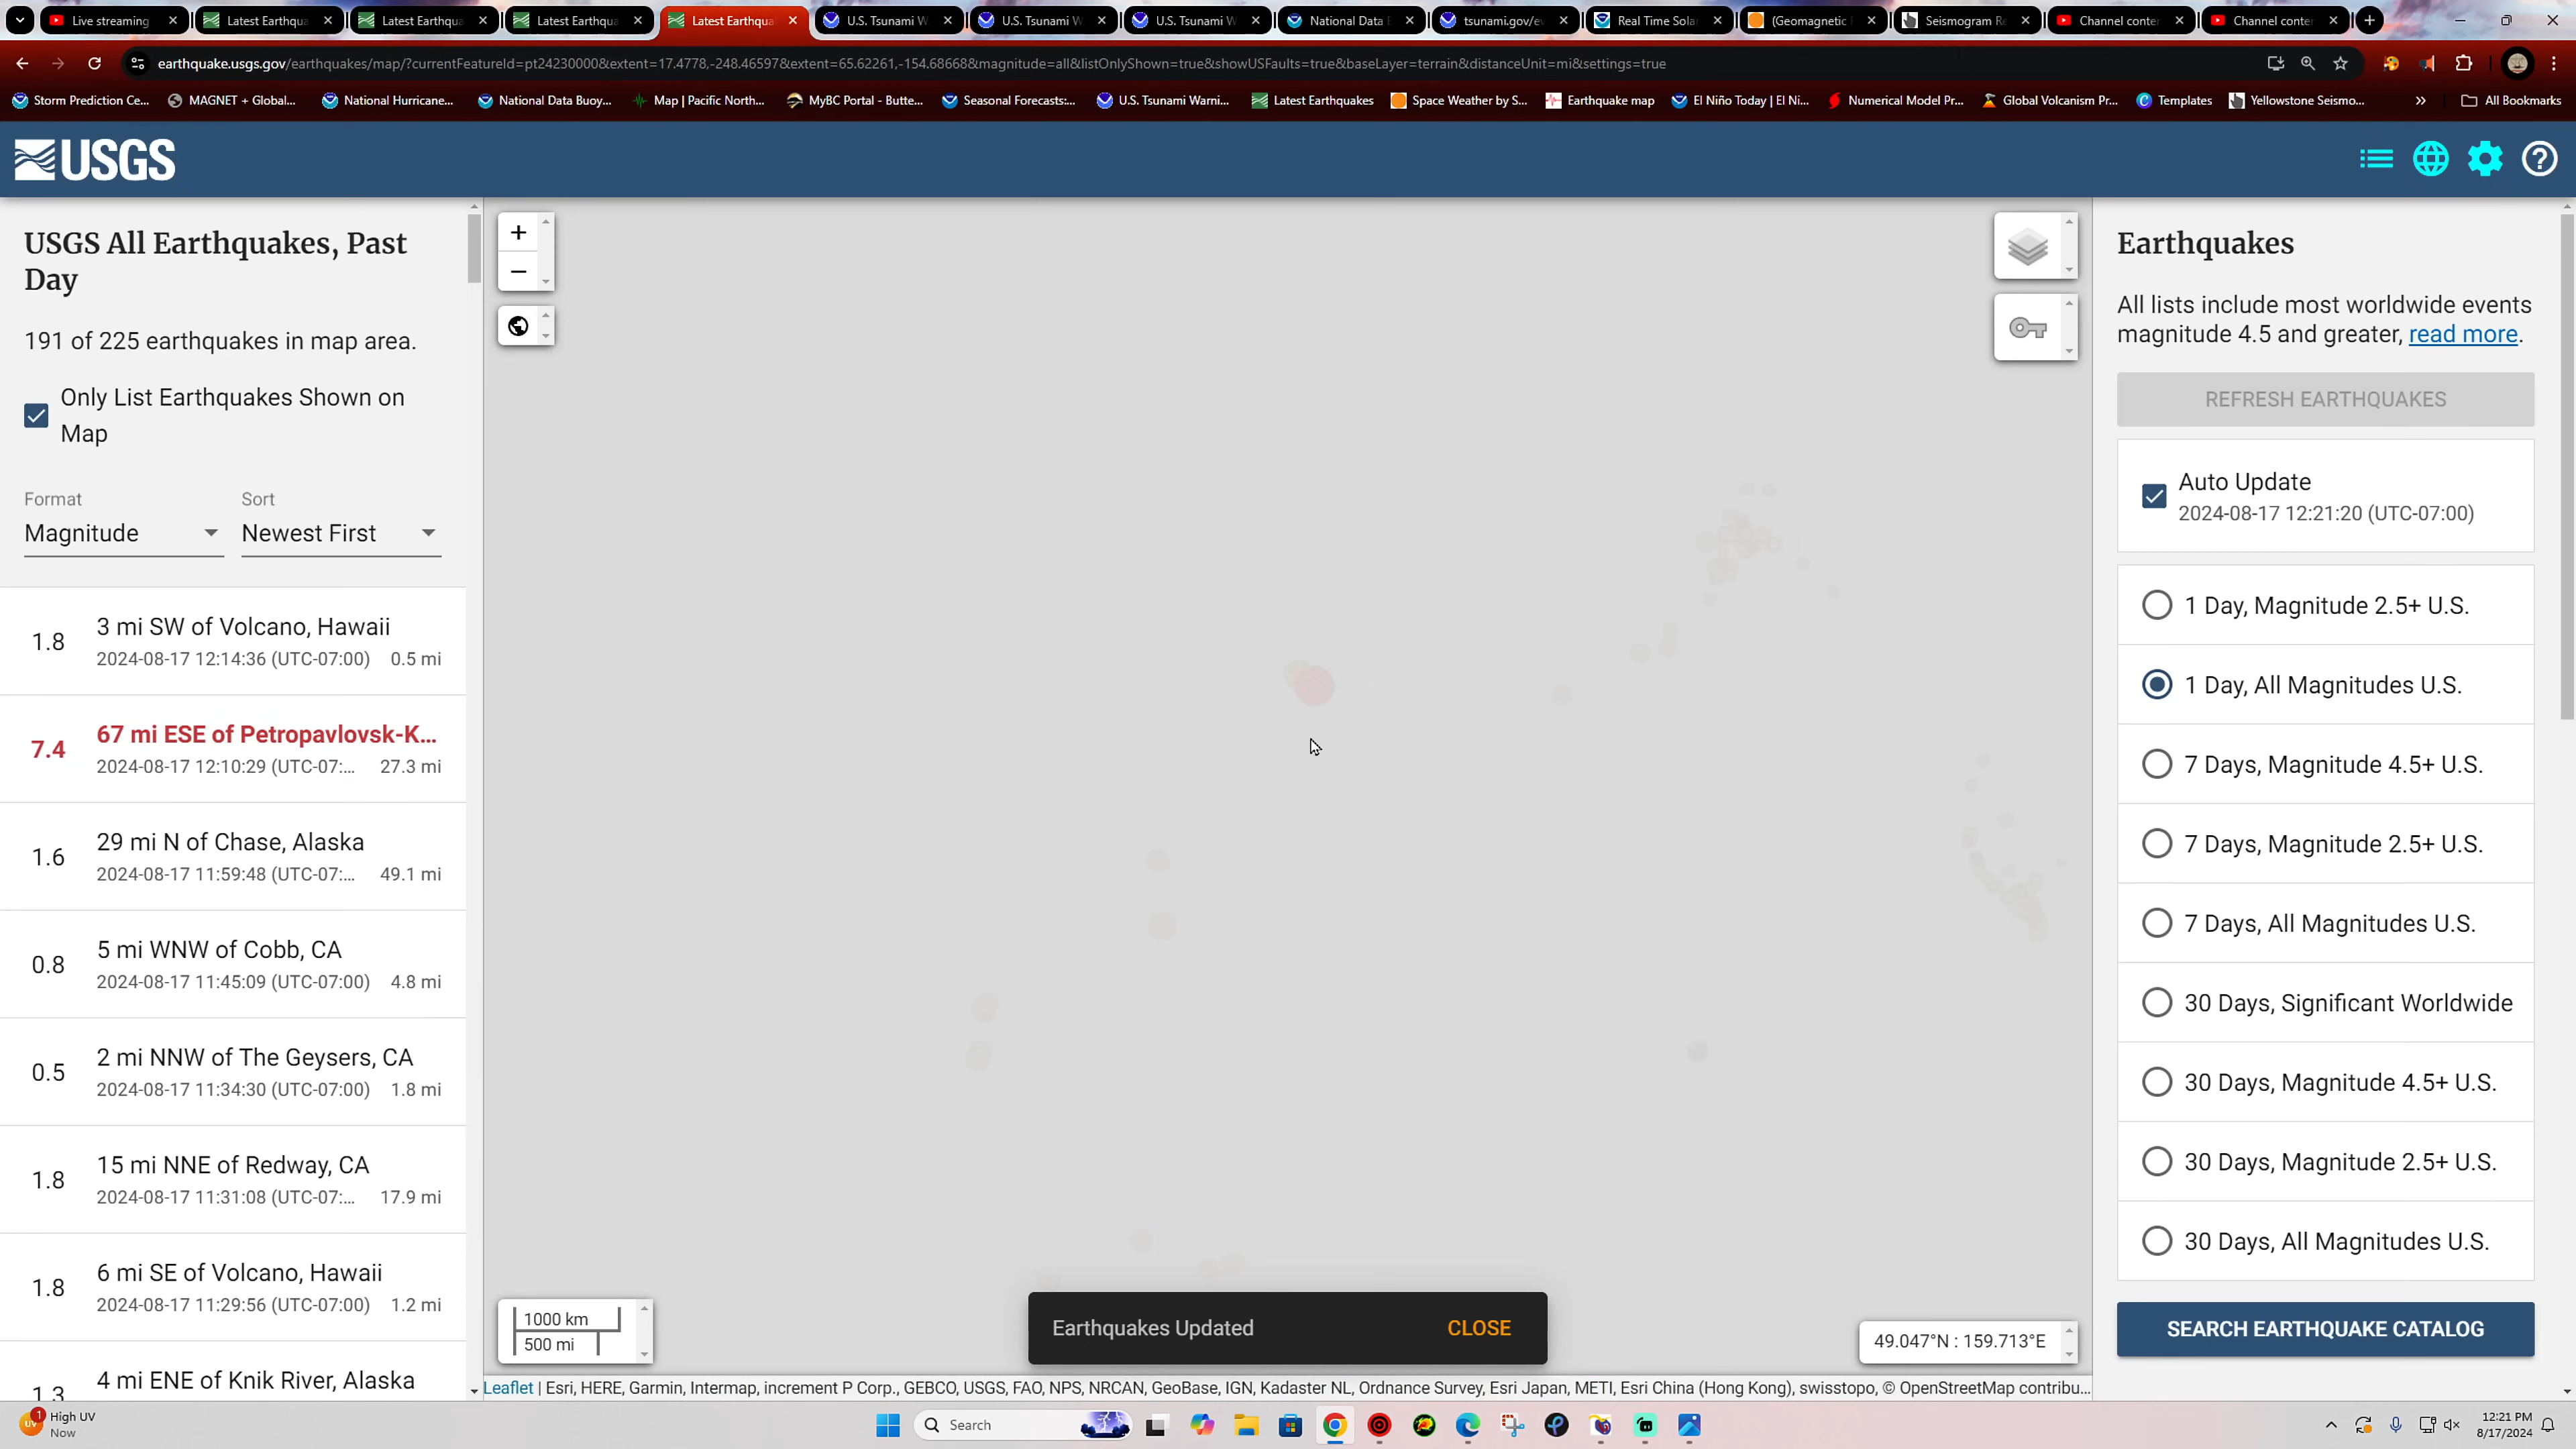 Live streaming
Latest Earthqua
Latest Earthqua
Latest Earthqua
Latest Earthqua
U.S. Tsunami W
U.S. Tsunami W
U.S. Tsunami W
National Data B
tsunami.gov/ev
Real Time Sola
(Geomagnetic
Seismogram R
Channel conte
Channel conte
earthquake.usgs.gov/earthquakes/map/?currentFeatureId=pt24230000&extent=17.4778,-248.46597&extent=65.62261,-154.68668&magnitude=all&listOnlyShown=true&showUSFaults=true&baseLayer=terrain&distanceUnit=mi&settings=true
Storm Prediction Ce...
MAGNET + Global...
National Hurricane...
National Data Buoy...
Map | Pacific North...
MyBC Portal - Butte...
Seasonal Forecasts:...
U.S. Tsunami Warni...
Latest Earthquakes
Space Weather by S...
Earthquake map
El Niño Today | El Ni...
Numerical Model Pr...
Global Volcanism Pr...
Templates
Yellowstone Seismo...
»
All Bookmarks
USGS
USGS All Earthquakes, Past
Day
191 of 225 earthquakes in map area.
Only List Earthquakes Shown on
Map
Format
Sort
Magnitude
Newest First
1.8
3 mi SW of Volcano, Hawaii
2024-08-17 12:14:36 (UTC-07:00) 0.5 mi
7.4
67 mi ESE of Petropavlovsk-K...
2024-08-17 12:10:29 (UTC-07:... 27.3 mi
1.6
29 mi N of Chase, Alaska
2024-08-17 11:59:48 (UTC-07:... 49.1 mi
0.8
5 mi WNW of Cobb, CA
2024-08-17 11:45:09 (UTC-07:00) 4.8 mi
0.5
2 mi NNW of The Geysers, CA
2024-08-17 11:34:30 (UTC-07:00) 1.8 mi
1.8
15 mi NNE of Redway, CA
2024-08-17 11:31:08 (UTC-07:... 17.9 mi
1.8
6 mi SE of Volcano, Hawaii
2024-08-17 11:29:56 (UTC-07:00) 1.2 mi
1.3
4 mi ENE of Knik River, Alaska
+
−
1000 km
500 mi
Earthquakes Updated CLOSE
49.047°N : 159.713°E
Leaflet | Esri, HERE, Garmin, Intermap, increment P Corp., GEBCO, USGS, FAO, NPS, NRCAN, GeoBase, IGN, Kadaster NL, Ordnance Survey, Esri Japan, METI, Esri China (Hong Kong), swisstopo, © OpenStreetMap contribu...
Earthquakes
All lists include most worldwide events
magnitude 4.5 and greater, read more.
REFRESH EARTHQUAKES
Auto Update
2024-08-17 12:21:20 (UTC-07:00)
1 Day, Magnitude 2.5+ U.S.
1 Day, All Magnitudes U.S.
7 Days, Magnitude 4.5+ U.S.
7 Days, Magnitude 2.5+ U.S.
7 Days, All Magnitudes U.S.
30 Days, Significant Worldwide
30 Days, Magnitude 4.5+ U.S.
30 Days, Magnitude 2.5+ U.S.
30 Days, All Magnitudes U.S.
SEARCH EARTHQUAKE CATALOG
1
UV
High UV
Now
Search
12:21 PM
8/17/2024